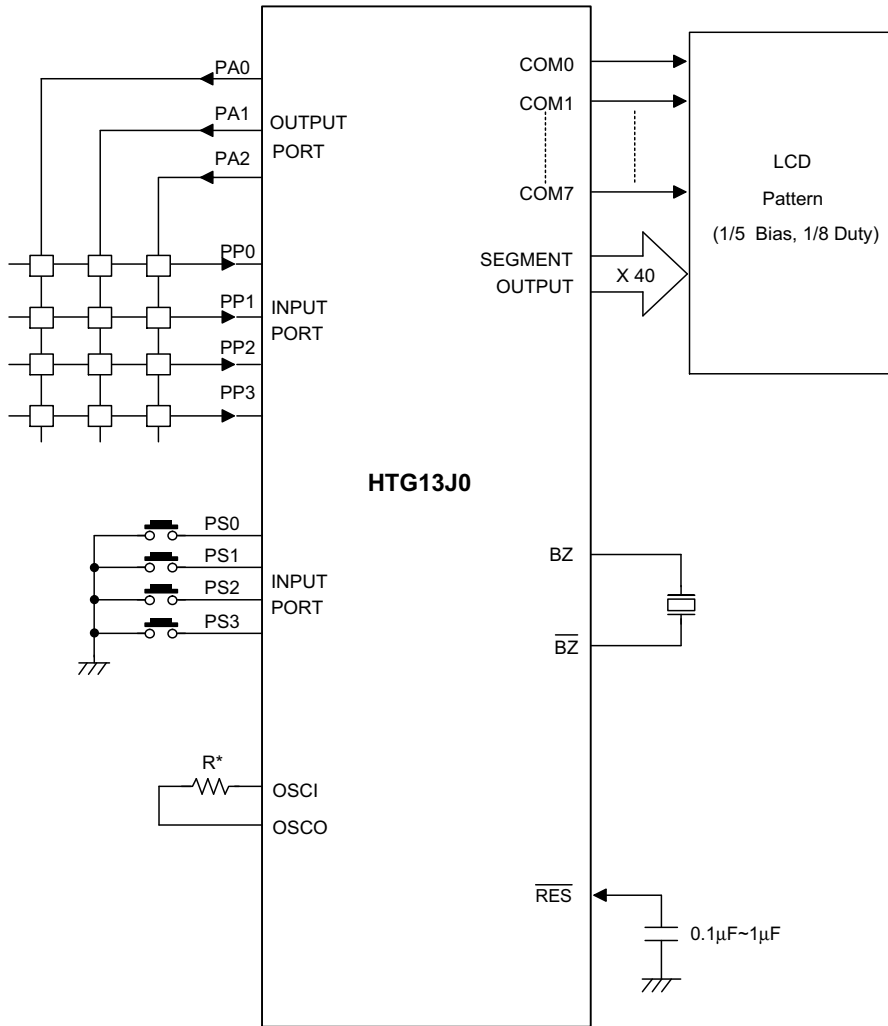 PA0
PA1
PA2
OUTPUT
PORT
PP0
PP1
PP2
PP3
INPUT
PORT
PS0
PS1
PS2
PS3
INPUT
PORT
R*
OSCI
OSCO
HTG13J0
COM0
COM1
COM7
SEGMENT
OUTPUT
X 40
LCD
Pattern
(1/5 Bias, 1/8 Duty)
BZ
B̅Z̅
R̅E̅S̅
0.1μF~1μF